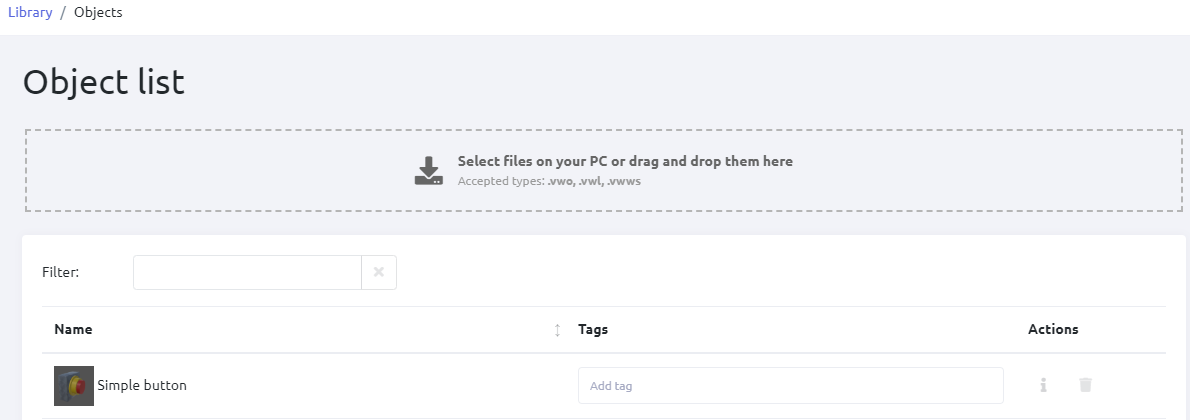 Library / Objects
Object list
Select files on your PC or drag and drop them here
Accepted types: .vwo, .vwl, .vwws
Filter:
Name Tags Actions
Simple button Add tag